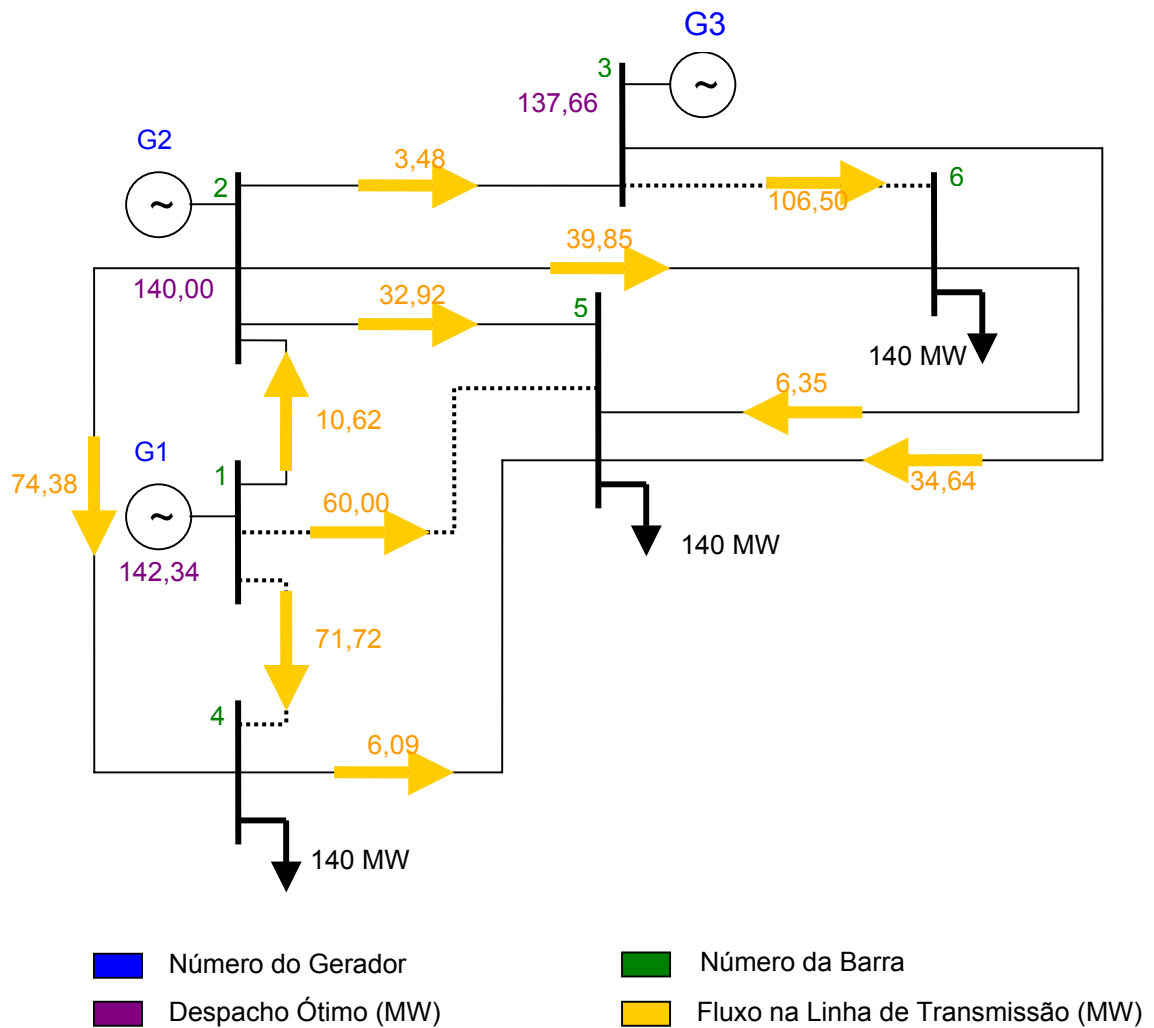 G3
3
137,66
~
G2
2
~
3,48
6
106,50
39,85
140,00
32,92
5
140 MW
6,35
10,62
G1
1
74,38
~
60,00
34,64
142,34
140 MW
71,72
4
6,09
140 MW
Número do Gerador
Número da Barra
Despacho Ótimo (MW)
Fluxo na Linha de Transmissão (MW)